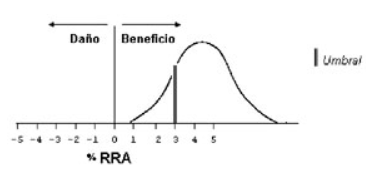 Daño Beneficio
Umbral
-5 -4 -3 -2 -1 0 1 2 3 4 5
% RRA